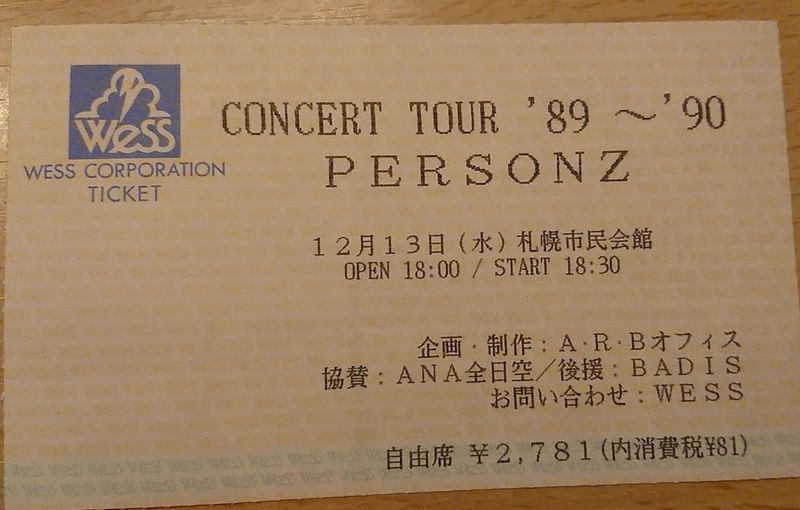 Wess
WESS CORPORATION
TICKET
CONCERT TOUR '89 ～'90
PERSONZ
１２月１３日（水）札幌市民会館
OPEN 18:00 / START 18:30
企画・制作：Ａ・Ｒ・Ｂオフィス
協賛：ＡＮＡ全日空／後援：ＢＡＤＩＳ
お問い合わせ：ＷＥＳＳ
自由席 ￥２,７８１(内消費税¥81)